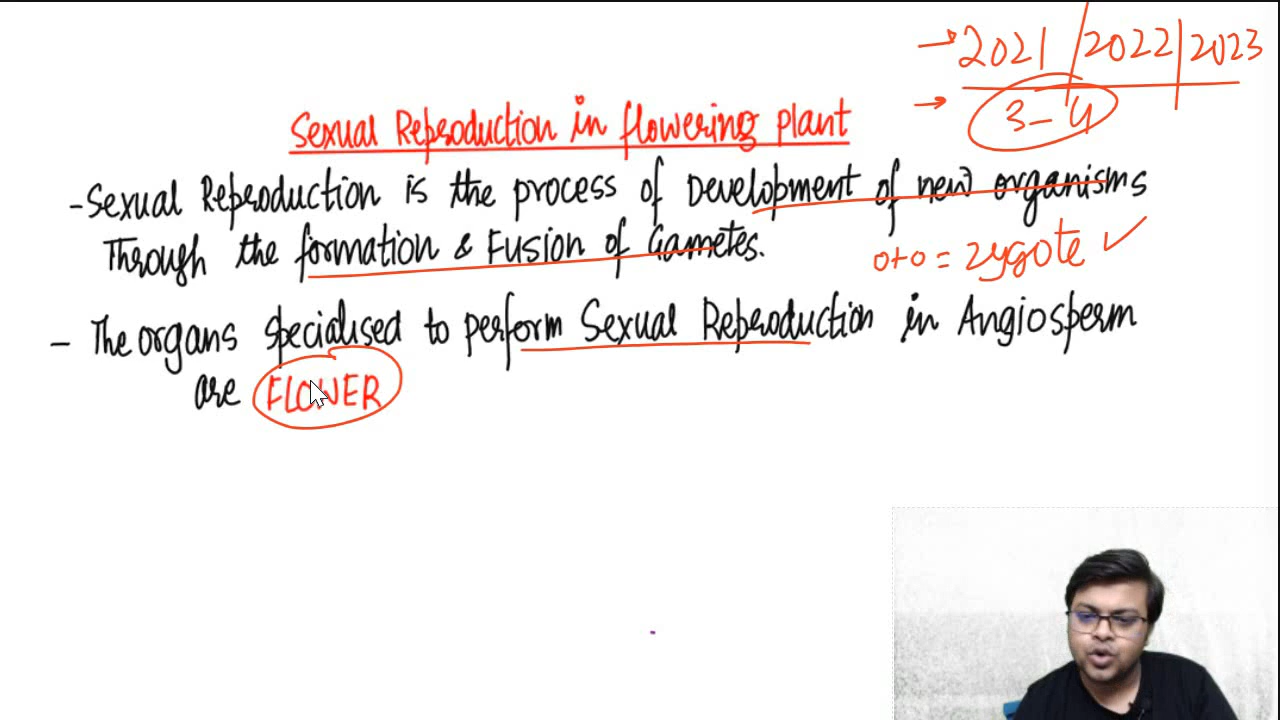 → 2021 / 2022 | 2023
→ 3-4
Sexual Reproduction in flowering plant
- Sexual Reproduction is the process of Development of new organisms
Through the formation & Fusion of Gametes.
0+0 = zygote ✓
- The organs specialised to perform Sexual Reproduction in Angiosperm
are FLOWER